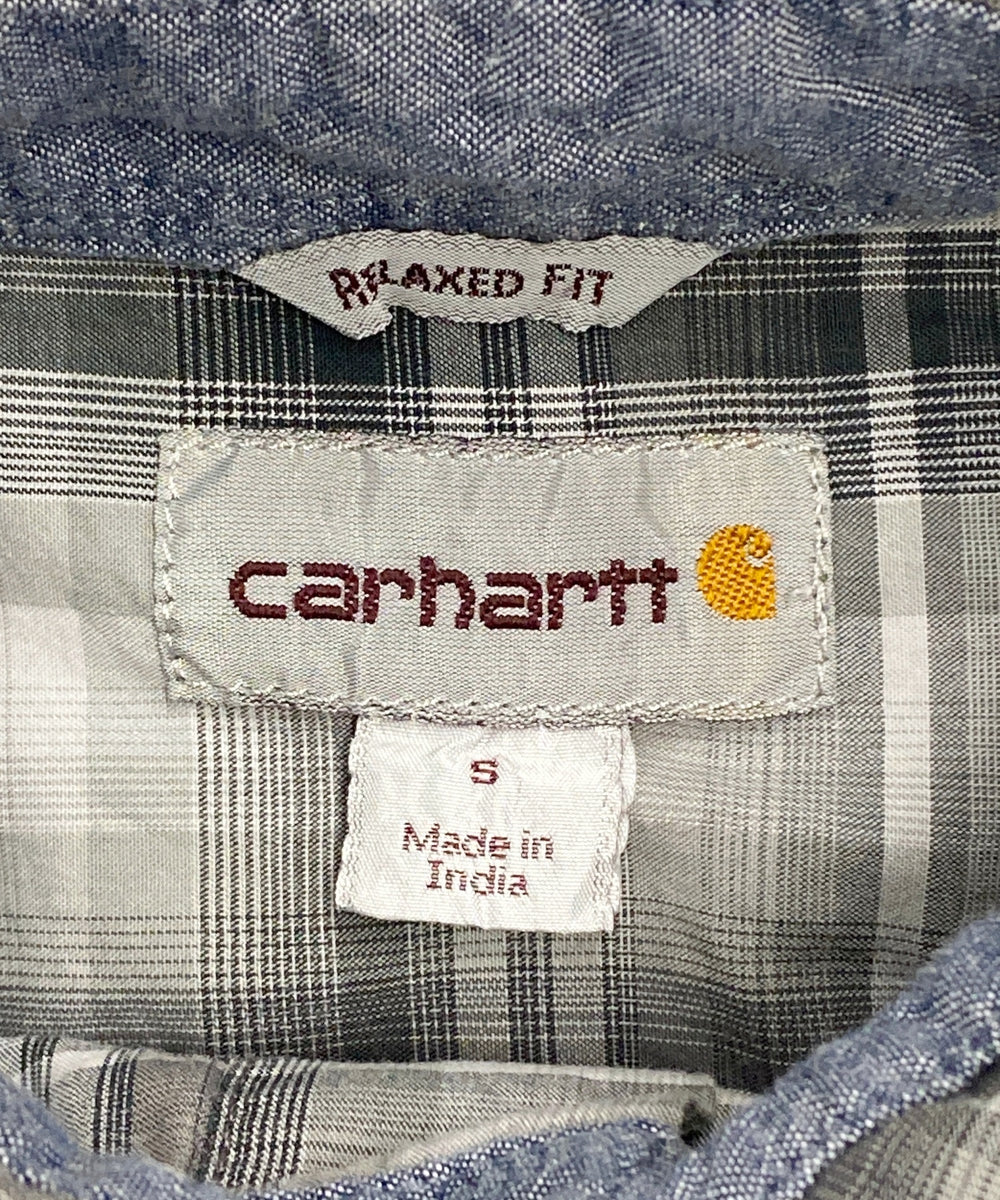 RELAXED FIT
carhartt
S
Made in
India